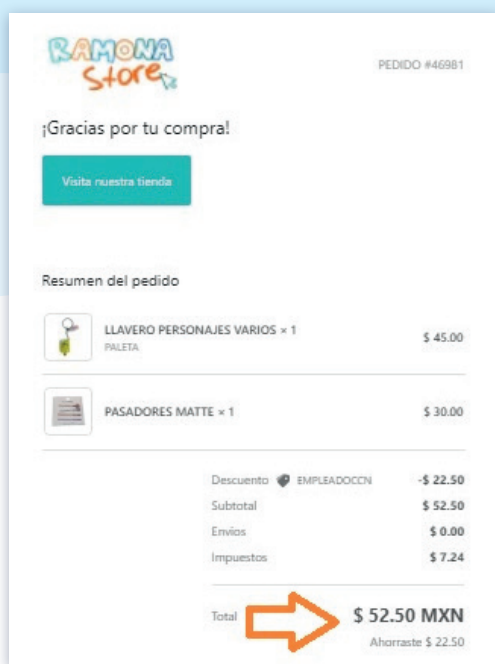 RAMONA
Store
PEDIDO #46981
¡Gracias por tu compra!
Visita nuestra tienda
Resumen del pedido
LLAVERO PERSONAJES VARIOS × 1
PALETA
$ 45.00
PASADORES MATTE × 1
$ 30.00
Descuento EMPLEADOCCN -$ 22.50
Subtotal $ 52.50
Envios $ 0.00
Impuestos $ 7.24
Total $ 52.50 MXN
Ahorraste $ 22.50